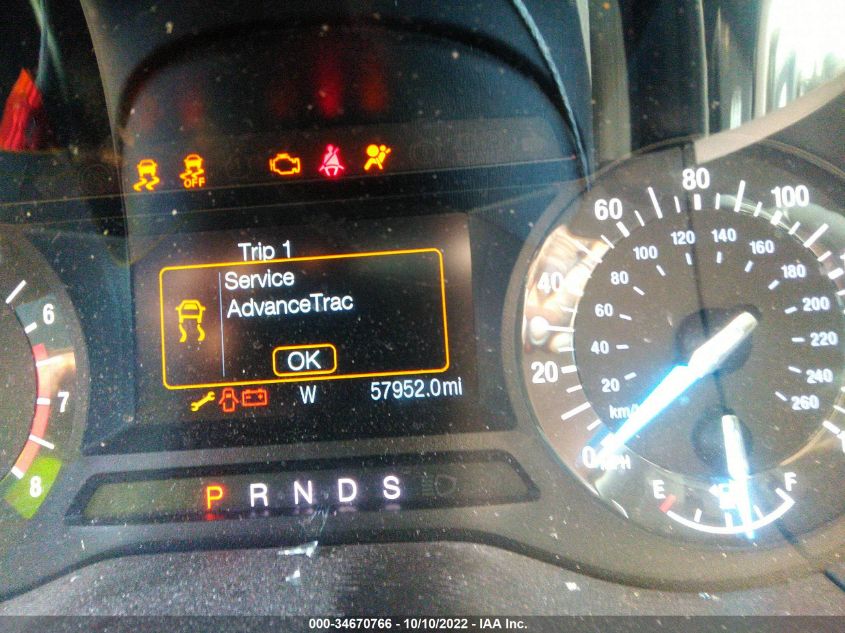 OFF
Trip 1
Service
AdvanceTrac
OK
W 57952.0mi
P R N D S
6
7
8
0 20 40 60 80 100
20 40 60 80 100 120 140 160 180 200 220 240 260
km/
MPH
E F
000-34670766 - 10/10/2022 - IAA Inc.